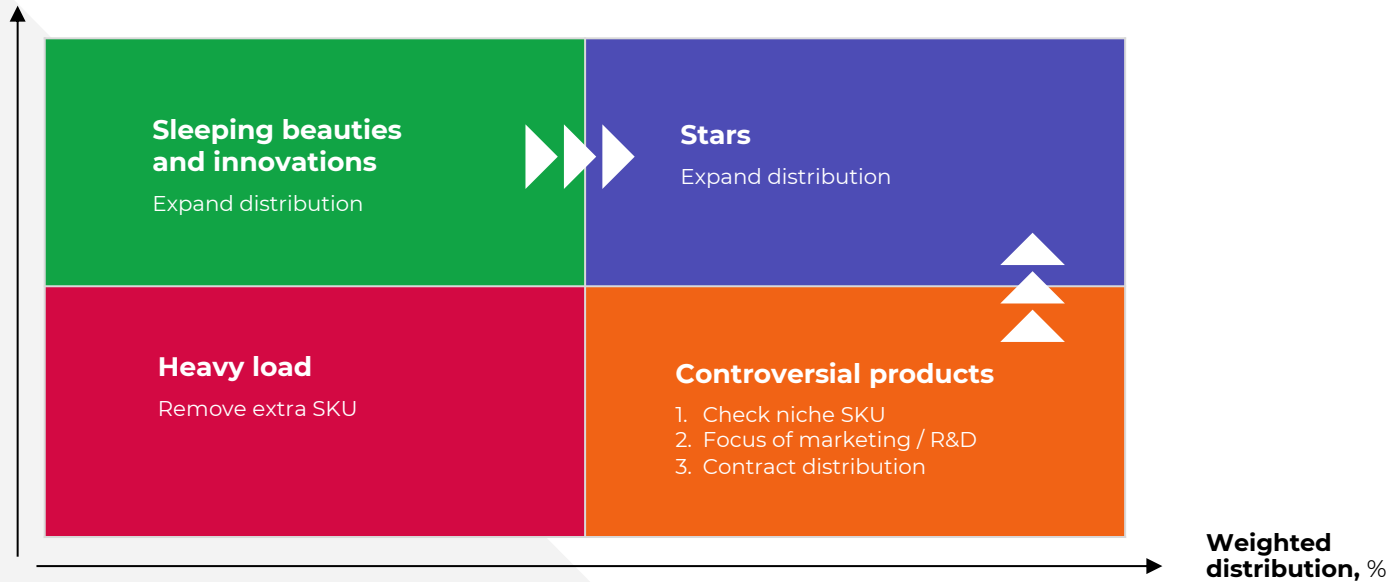 Sleeping beauties
and innovations
Expand distribution
Stars
Expand distribution
Heavy load
Remove extra SKU
Controversial products
1. Check niche SKU
2. Focus of marketing / R&D
3. Contract distribution
Weighted
distribution, %